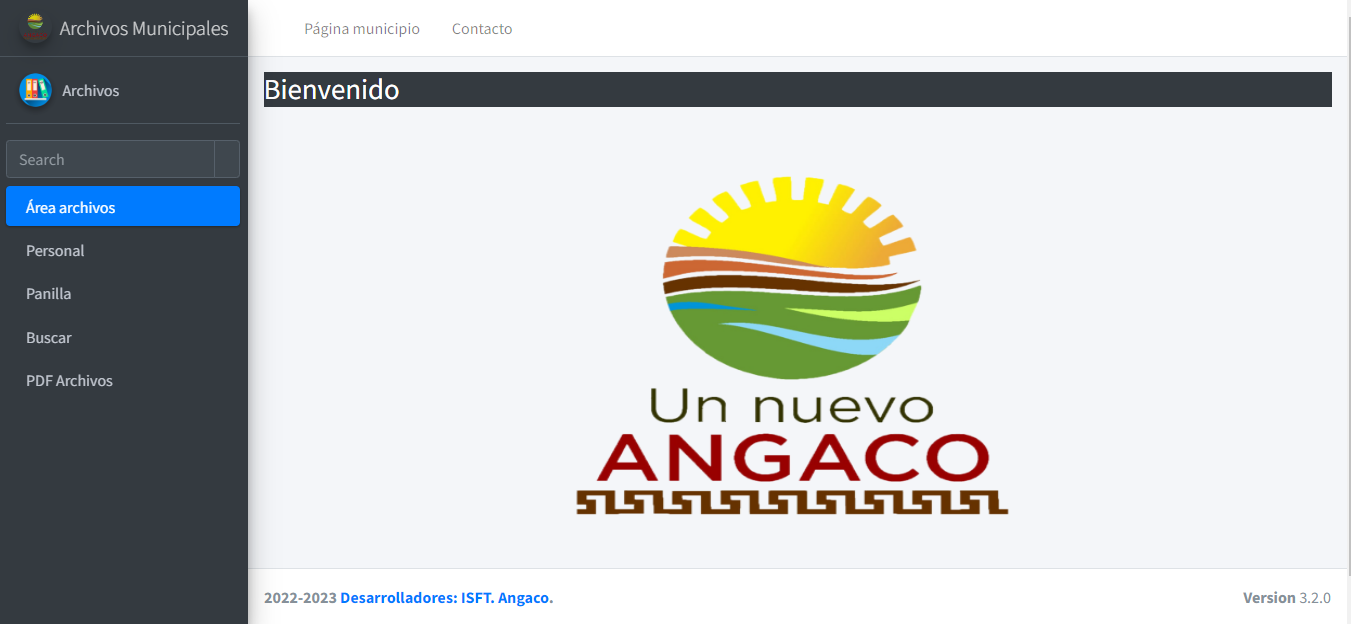 Archivos Municipales
Página municipio
Contacto
Archivos
Bienvenido
Search
Área archivos
Personal
Panilla
Buscar
PDF Archivos
Un nuevo
ANGACO
2022-2023 Desarrolladores: ISFT. Angaco.
Version 3.2.0